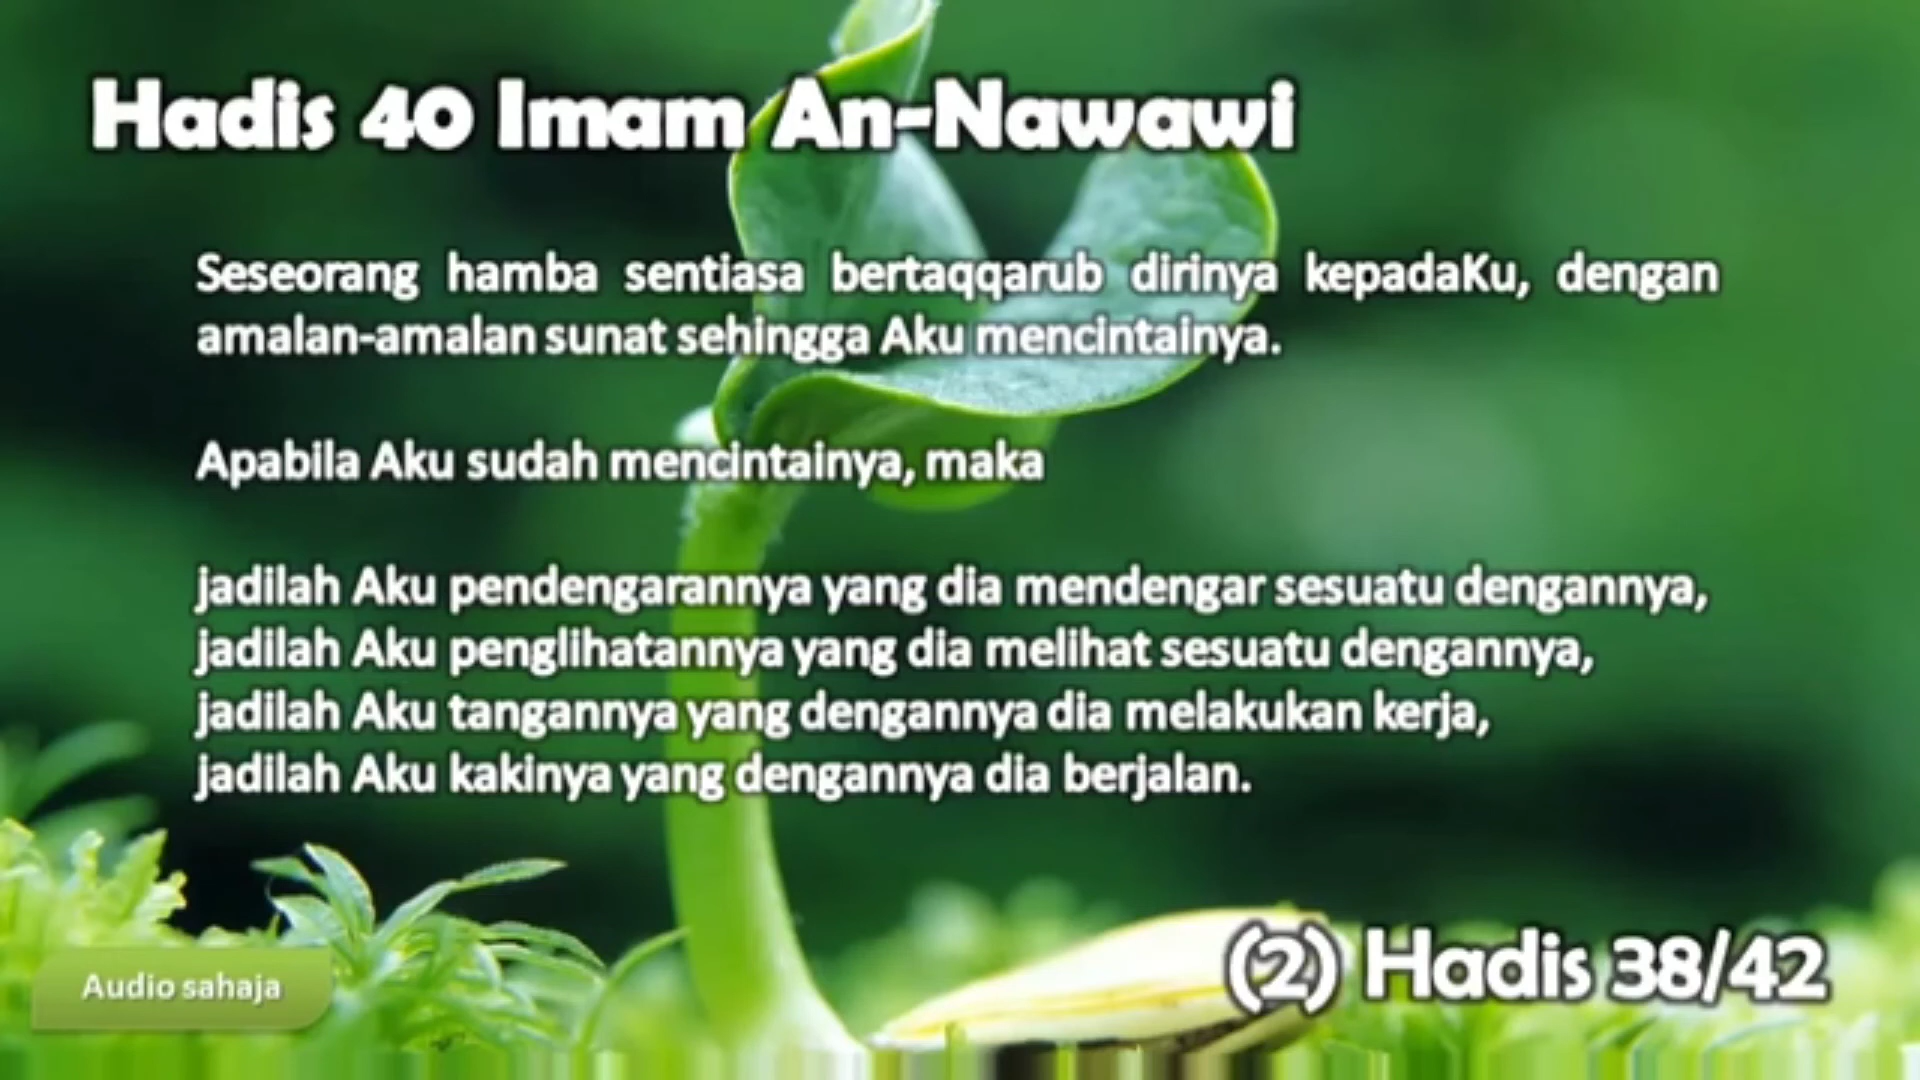 Hadis 40 Imam An-Nawawi
Seseorang hamba sentiasa bertaqqarub dirinya kepadaKu, dengan
amalan-amalan sunat sehingga Aku mencintainya.
Apabila Aku sudah mencintainya, maka
jadilah Aku pendengarannya yang dia mendengar sesuatu dengannya,
jadilah Aku penglihatannya yang dia melihat sesuatu dengannya,
jadilah Aku tangannya yang dengannya dia melakukan kerja,
jadilah Aku kakinya yang dengannya dia berjalan.
Audio sahaja
(2) Hadis 38/42